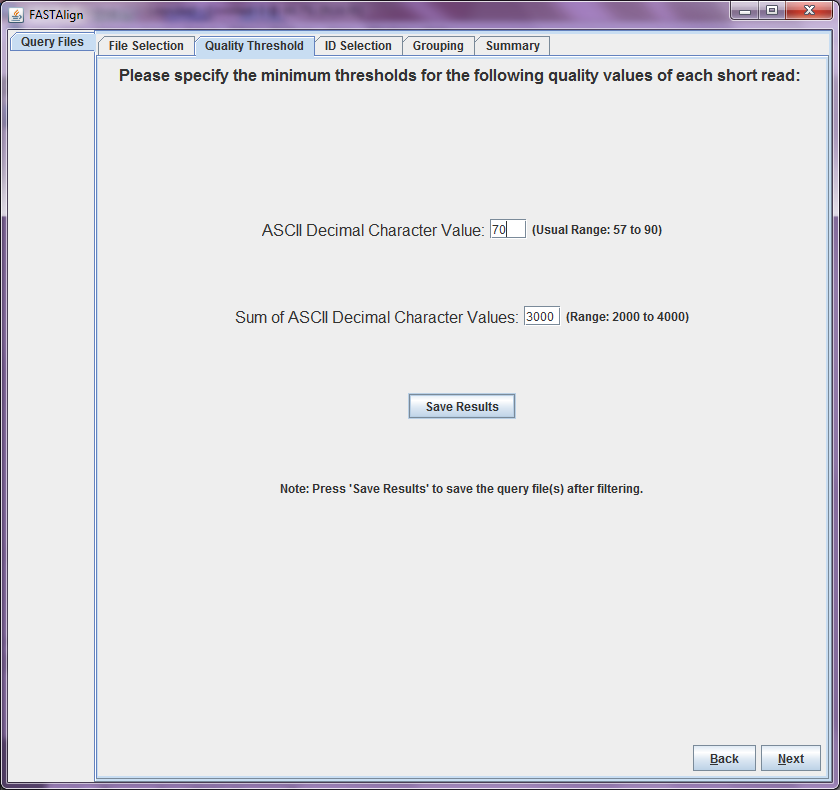 FASTAlign
Query Files
File Selection Quality Threshold ID Selection Grouping Summary
Please specify the minimum thresholds for the following quality values of each short read:
ASCII Decimal Character Value: 70 (Usual Range: 57 to 90)
Sum of ASCII Decimal Character Values: 3000 (Range: 2000 to 4000)
Save Results
Note: Press 'Save Results' to save the query file(s) after filtering.
Back Next